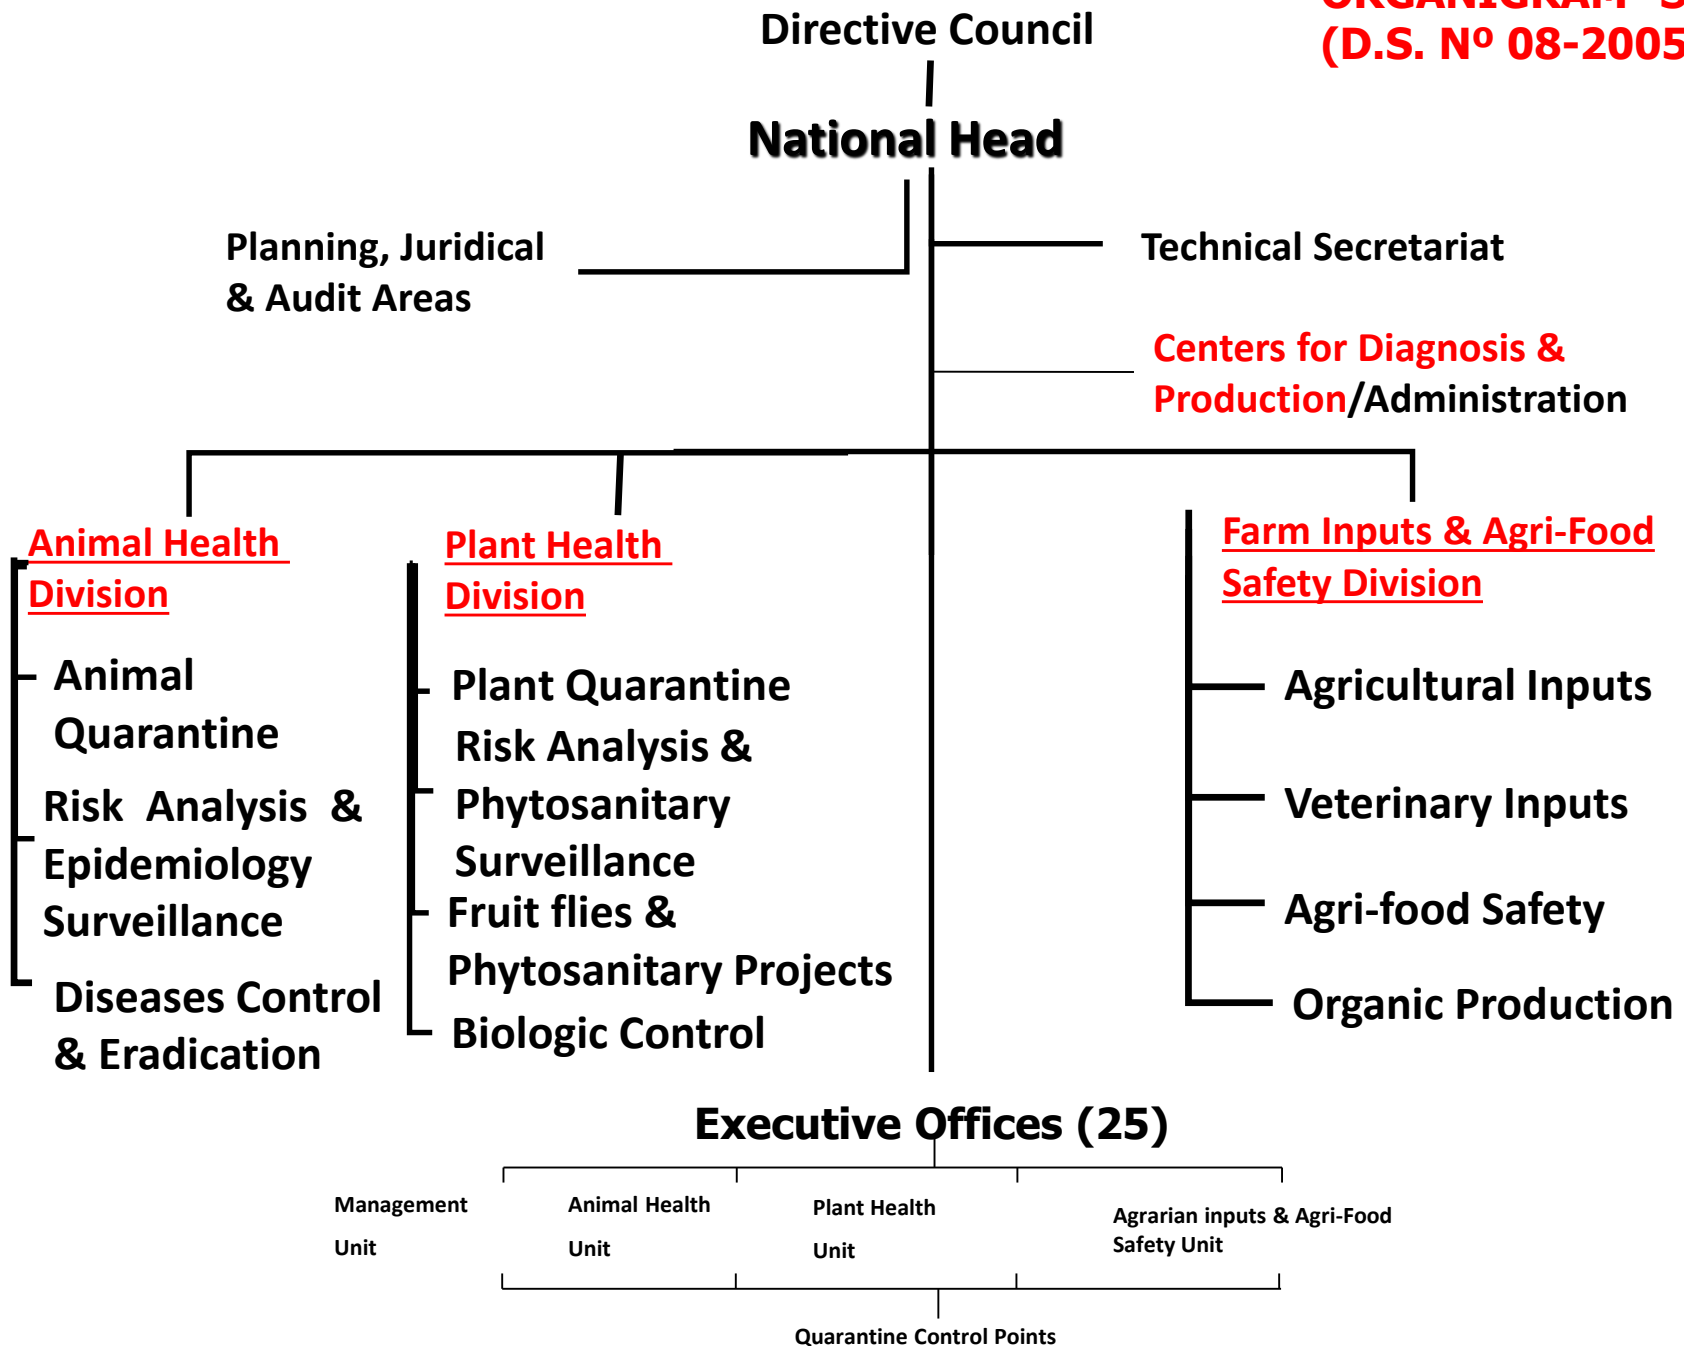 Directive Council
(D.S. Nº 08-2005
National Head
Planning, Juridical
& Audit Areas
Technical Secretariat
Centers for Diagnosis &
Production/Administration
Animal Health
Division
Animal
Quarantine
Risk Analysis &
Epidemiology
Surveillance
Diseases Control
& Eradication
Plant Health
Division
Plant Quarantine
Risk Analysis &
Phytosanitary
Surveillance
Fruit flies &
Phytosanitary Projects
Biologic Control
Farm Inputs & Agri-Food
Safety Division
Agricultural Inputs
Veterinary Inputs
Agri-food Safety
Organic Production
Executive Offices (25)
Management
Unit
Animal Health
Unit
Plant Health
Unit
Agrarian inputs & Agri-Food
Safety Unit
Quarantine Control Points